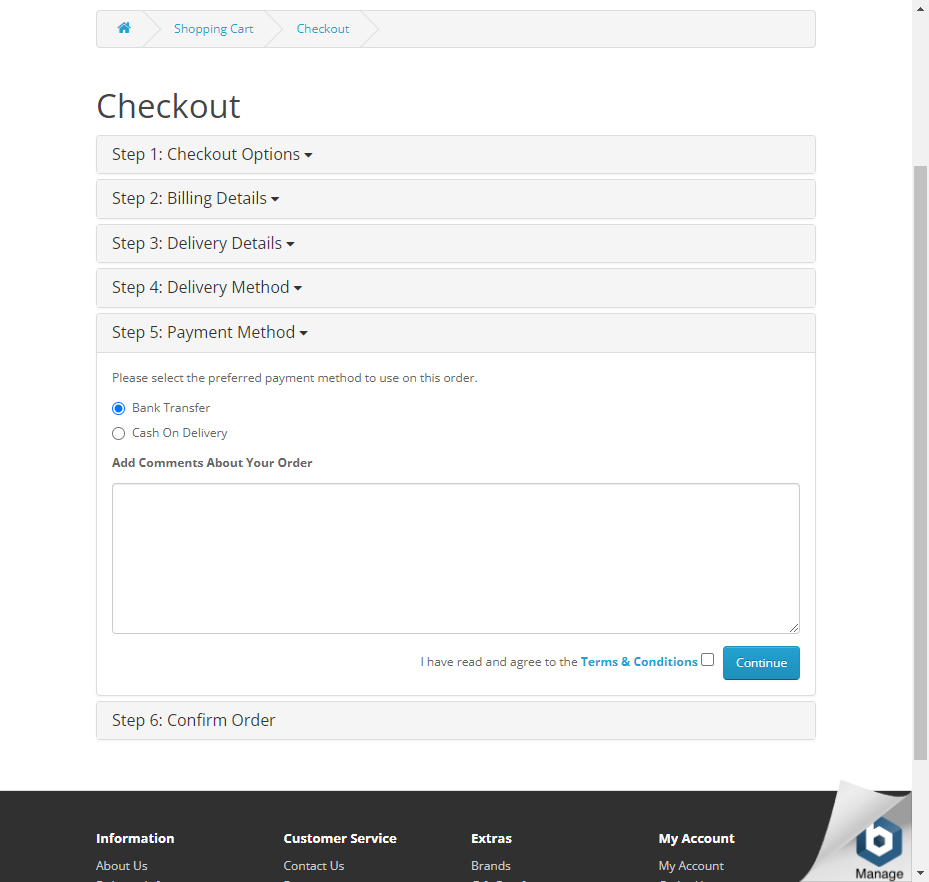 Shopping Cart
Checkout
Checkout
Step 1: Checkout Options
Step 2: Billing Details
Step 3: Delivery Details
Step 4: Delivery Method
Step 5: Payment Method
Please select the preferred payment method to use on this order.
Bank Transfer
Cash On Delivery
Add Comments About Your Order
I have read and agree to the Terms & Conditions
Continue
Step 6: Confirm Order
Information
Customer Service
Extras
My Account
About Us
Contact Us
Brands
My Account
Manage